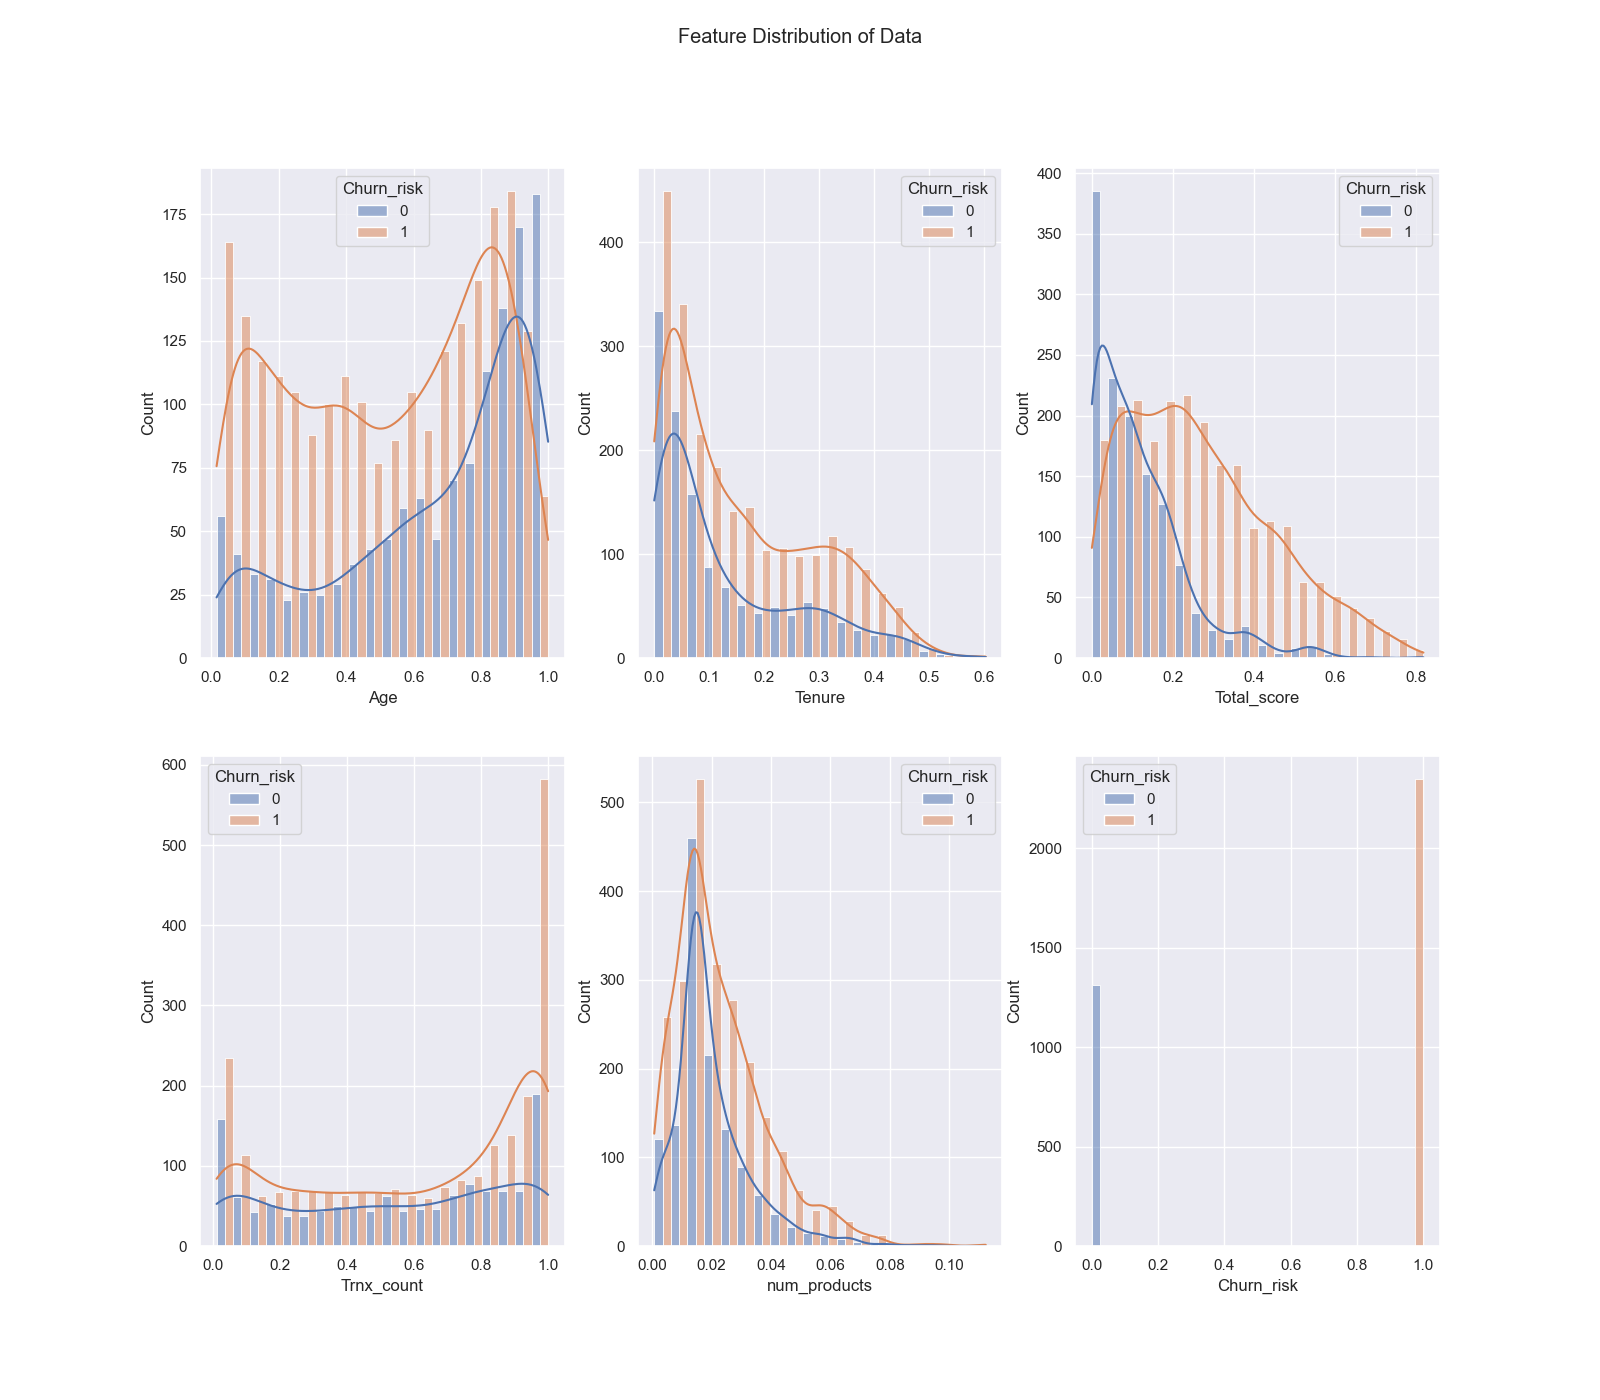 Feature Distribution of Data
Churn_risk
0
1
175
150
125
100
75
50
25
0
Count
0.0 0.2 0.4 0.6 0.8 1.0
Age
Churn_risk
0
1
400
300
200
100
0
Count
0.0 0.1 0.2 0.3 0.4 0.5 0.6
Tenure
Churn_risk
0
1
400
350
300
250
200
150
100
50
0
Count
0.0 0.2 0.4 0.6 0.8
Total_score
Churn_risk
0
1
600
500
400
300
200
100
0
Count
0.0 0.2 0.4 0.6 0.8 1.0
Trnx_count
Churn_risk
0
1
500
400
300
200
100
0
Count
0.00 0.02 0.04 0.06 0.08 0.10
num_products
Churn_risk
0
1
2000
1500
1000
500
0
Count
0.0 0.2 0.4 0.6 0.8 1.0
Churn_risk